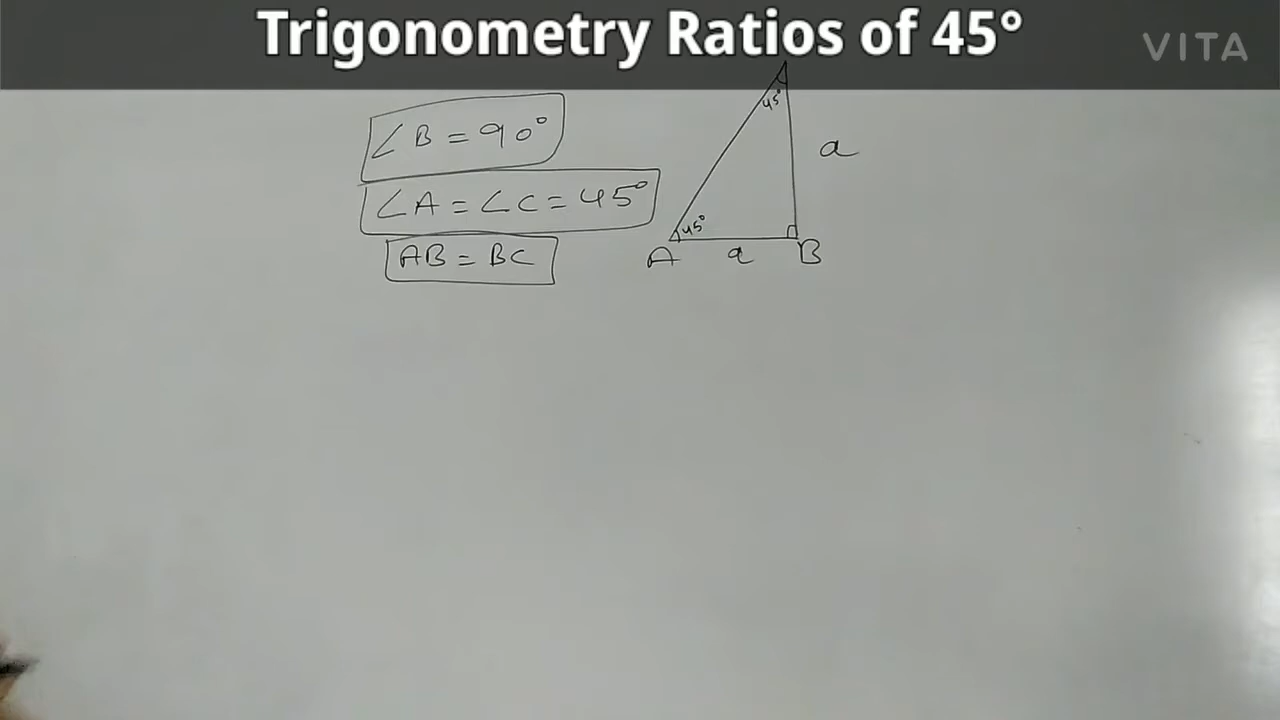 Trigonometry Ratios of 45°
VITA
∠B = 90°
∠A = ∠C = 45°
AB = BC
45°
a
45°
A a B